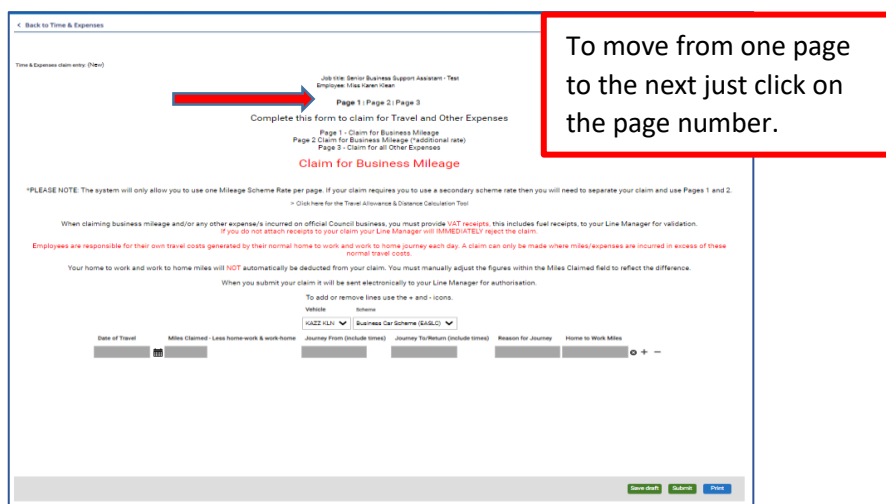 < Back to Time & Expenses
To move from one page
to the next just click on
the page number.
Time & Expenses claim entry (New)
Job title: Senior Business Support Assistant - Test
Employee: Miss Karen Klean
Page 1 | Page 2 | Page 3
Complete this form to claim for Travel and Other Expenses
Page 1 - Claim for Business Mileage
Page 2 Claim for Business Mileage (*additional rate)
Page 3 - Claim for all Other Expenses
Claim for Business Mileage
*PLEASE NOTE: The system will only allow you to use one Mileage Scheme Rate per page. If your claim requires you to use a secondary scheme rate then you will need to separate your claim and use Pages 1 and 2.
> Click here for the Travel Allowance & Distance Calculation Tool
When claiming business mileage and/or any other expense/s incurred on official Council business, you must provide VAT receipts, this includes fuel receipts, to your Line Manager for validation.
If you do not attach receipts to your claim your Line Manager will IMMEDIATELY reject the claim.
Employees are responsible for their own travel costs generated by their normal home to work and work to home journey each day. A claim can only be made where miles/expenses are incurred in excess of these
normal travel costs.
Your home to work and work to home miles will NOT automatically be deducted from your claim. You must manually adjust the figures within the Miles Claimed field to reflect the difference.
When you submit your claim it will be sent electronically to your Line Manager for authorisation.
To add or remove lines use the + and - icons.
Vehicle Scheme
KAZZ KLN Business Car Scheme (EASLC)
Date of Travel Miles Claimed - Less home-work & work-home Journey From (include times) Journey To/Return (include times) Reason for Journey Home to Work Miles
+ −
Save draft Submit Print